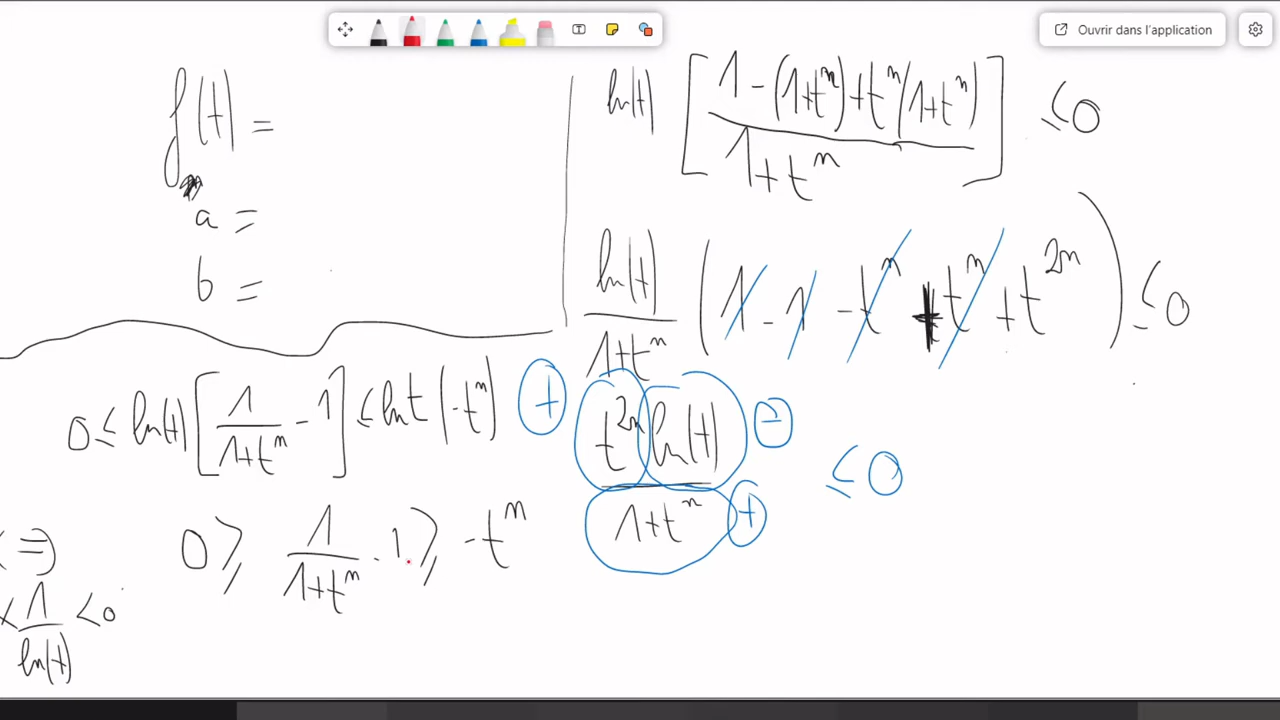 Ouvrir dans l'application
f(t) =
a =
b =
ln(t) [ (1 - (1+t^n) + t^n (1+t^n)) / (1+t^n) ] ≤ 0
ln(t) / (1+t^n) ( 1 - 1 - t^n + t^n + t^{2n} ) ≤ 0
0 ≤ ln(t) [ 1/(1+t^n) - 1 ] ≤ ln t (-t^n)
+ t^{2n} ln(t) -
/ (1+t^n) + ≤ 0
<=> 0 ≥ 1/(1+t^n) - 1 ≥ -t^n
x 1/ln(t) < 0